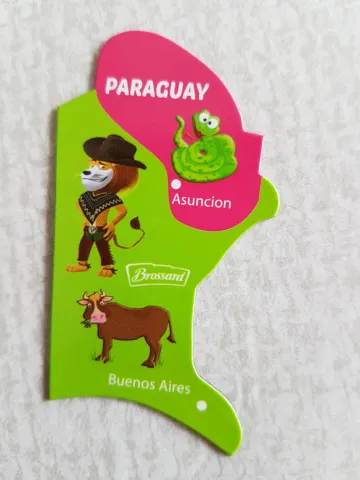 PARAGUAY
Asuncion
Brossard
Buenos Aires